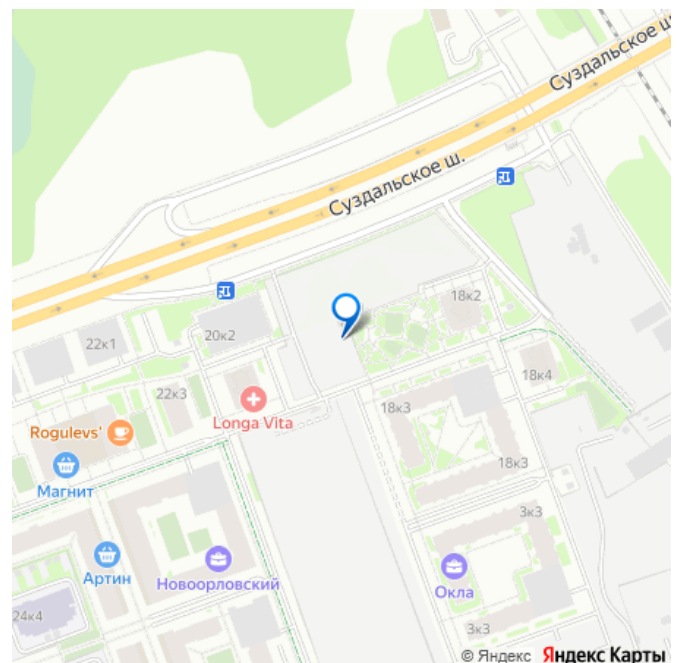 Суздальское ш
Суздальское ш.
18к2
20к2
22к1
18к4
22к3
18к3
Longa Vita
Rogulevs'
18к3
Магнит
3к3
Артин
Новоорловский
Окла
24к4
3к3
© Яндекс Яндекс Карты